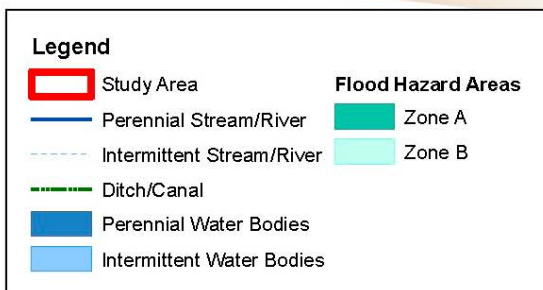 Legend
Study Area
Perennial Stream/River
Intermittent Stream/River
Ditch/Canal
Perennial Water Bodies
Intermittent Water Bodies
Flood Hazard Areas
Zone A
Zone B